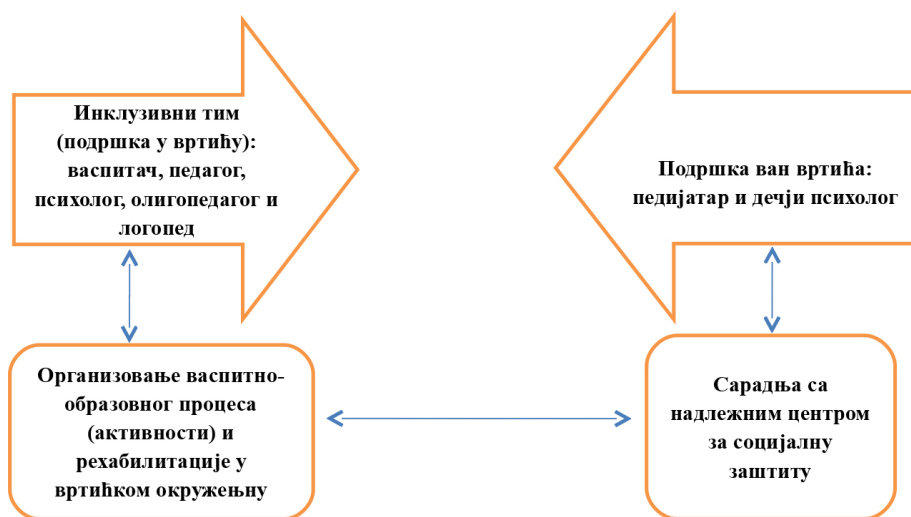 Инклузивни тим
(подршка у вртићу):
васпитач, педагог,
психолог, олигопедагог и
логопед
Подршка ван вртића:
педијатар и дечји психолог
Организовање васпитно-
образовног процеса
(активности) и
рехабилитације у
вртићком окружењну
Сарадња са
надлежним центром
за социјалну
заштиту